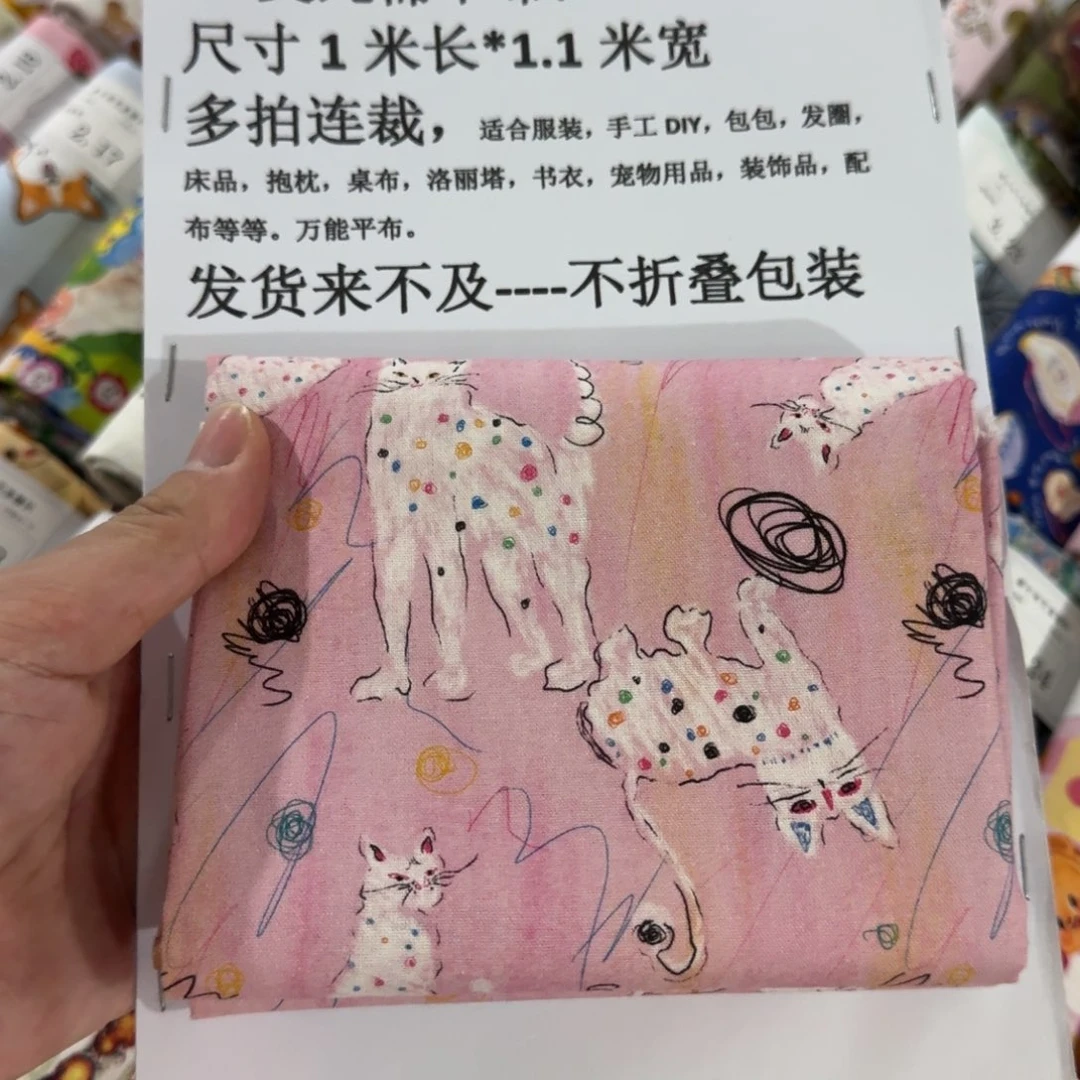 尺寸 1 米长*1.1 米宽
多拍连裁，适合服装，手工 DIY，包包，发圈，
床品，抱枕，桌布，洛丽塔，书衣，宠物用品，装饰品，配
布等等。万能平布。
发货来不及----不折叠包装